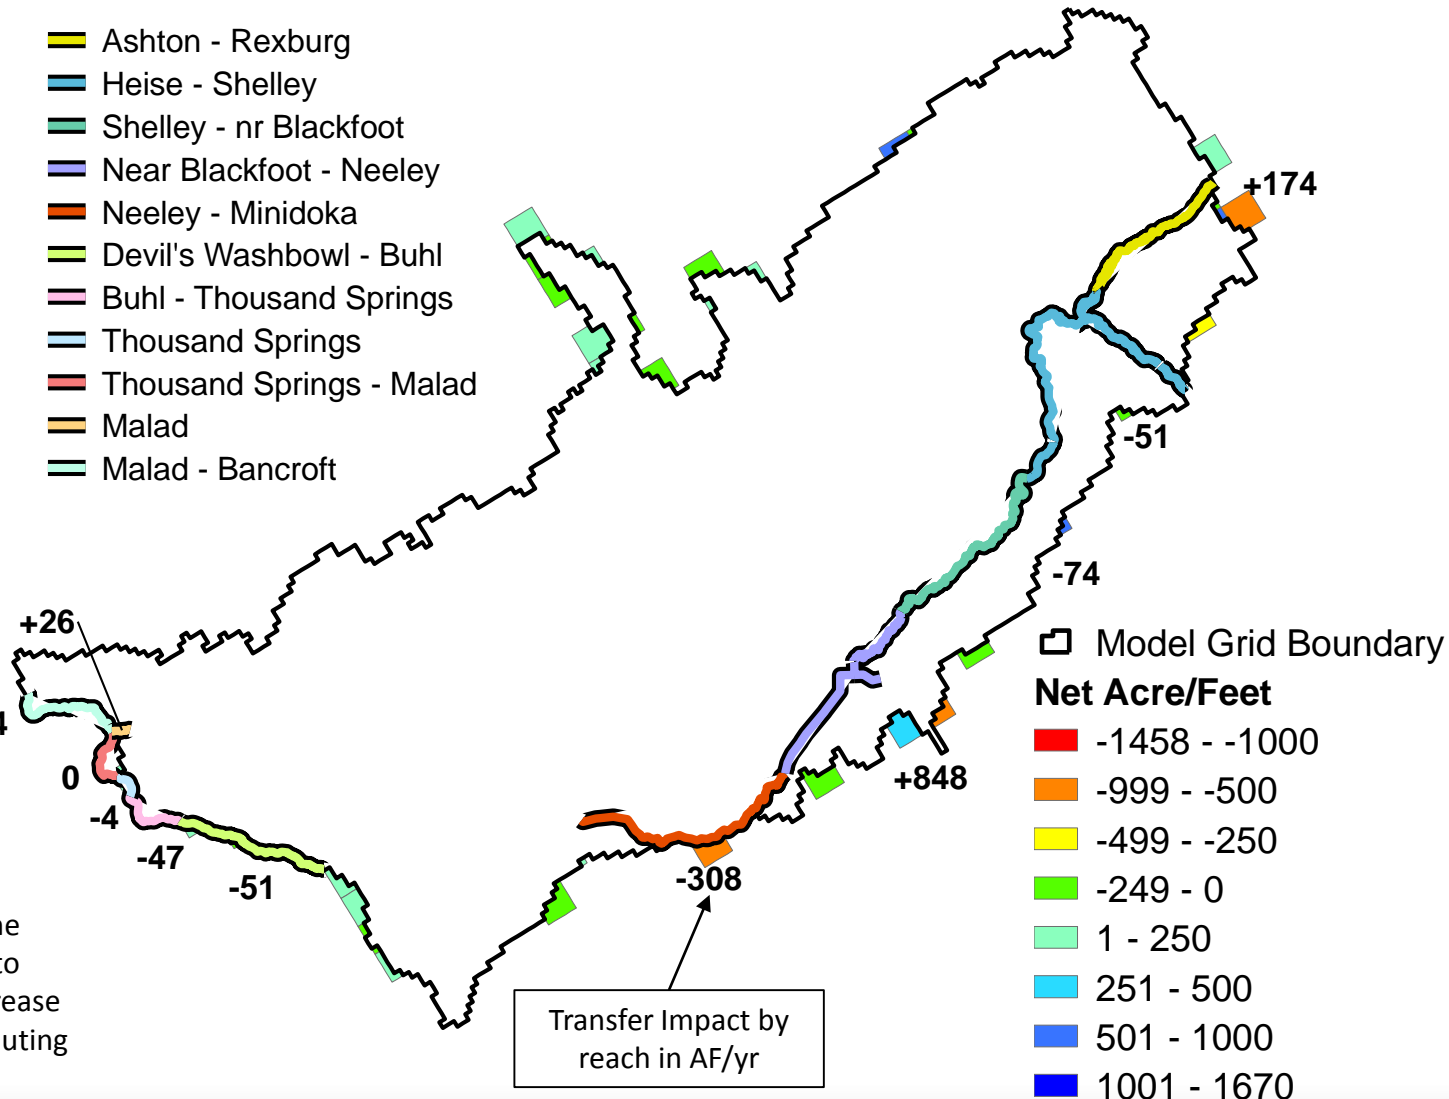 Ashton - Rexburg
Heise - Shelley
Shelley - nr Blackfoot
Near Blackfoot - Neeley
Neeley - Minidoka
Devil's Washbowl - Buhl
Buhl - Thousand Springs
Thousand Springs
Thousand Springs - Malad
Malad
Malad - Bancroft
+174
-51
-74
+26
4
0
-4
-47
-51
-308
+848
Transfer Impact by
reach in AF/yr
Model Grid Boundary
Net Acre/Feet
-1458 - -1000
-999 - -500
-499 - -250
-249 - 0
1 - 250
251 - 500
501 - 1000
1001 - 1670
to